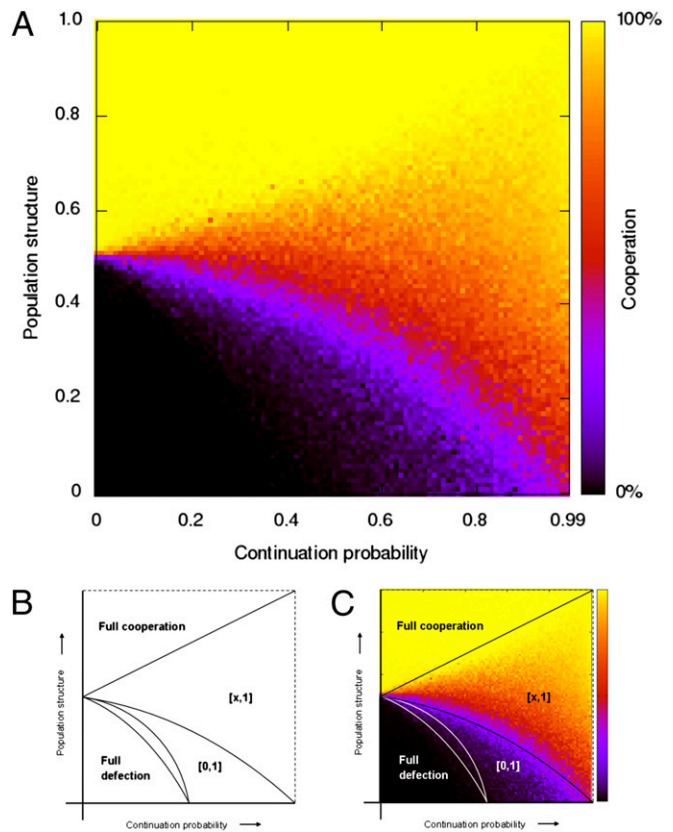 A
1.0
0.8
0.6
0.4
0.2
0
Population structure
0
0.2
0.4
0.6
0.8
0.99
Continuation probability
100%
0%
Cooperation
B
Full cooperation
[x,1]
[0,1]
Full
defection
Population structure
Continuation probability
C
Full cooperation
[x,1]
[0,1]
Full
defection
Population structure
Continuation probability